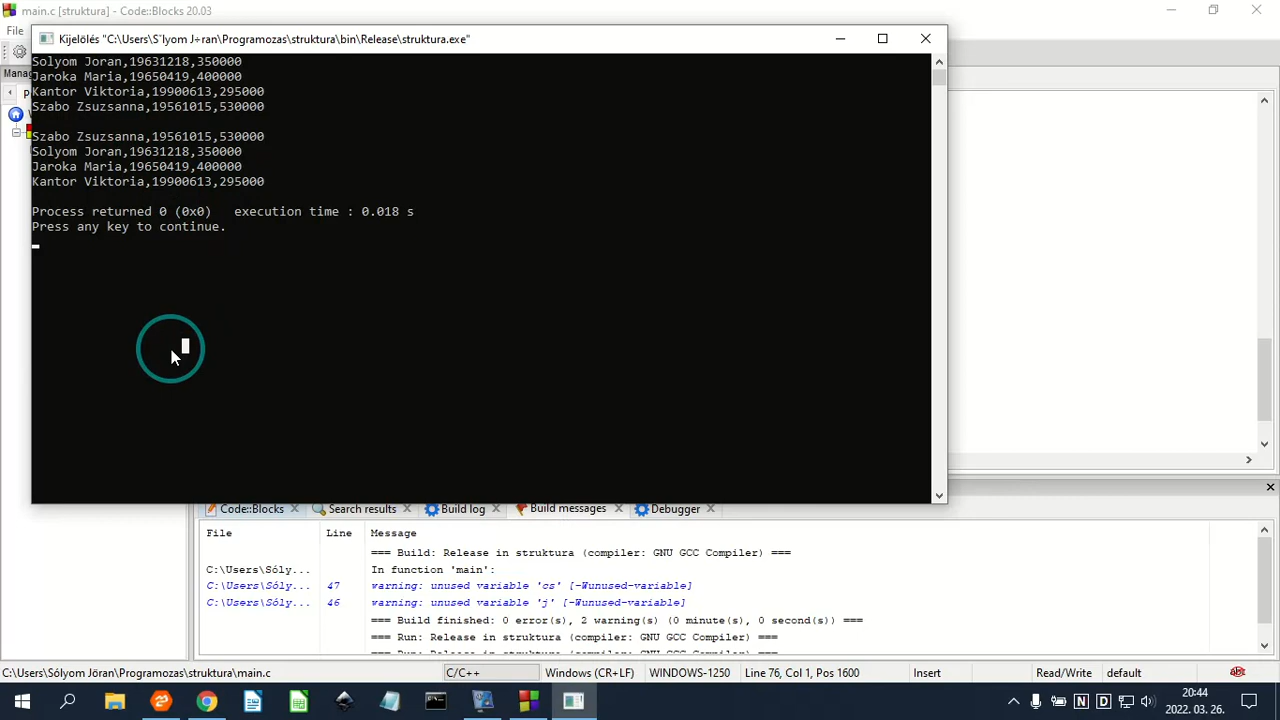 main.c [struktura] - Code::Blocks 20.03
File
Kijelölés "C:\Users\S'lyom J÷ran\Programozas\struktura\bin\Release\struktura.exe"
Solyom Joran,19631218,350000
Jaroka Maria,19650419,400000
Kantor Viktoria,19900613,295000
Szabo Zsuzsanna,19561015,530000
Szabo Zsuzsanna,19561015,530000
Solyom Joran,19631218,350000
Jaroka Maria,19650419,400000
Kantor Viktoria,19900613,295000
Process returned 0 (0x0)   execution time : 0.018 s
Press any key to continue.
Code::Blocks
Search results
Build log
Build messages
Debugger
File Line Message
=== Build: Release in struktura (compiler: GNU GCC Compiler) ===
C:\Users\Sóly... In function 'main':
C:\Users\Sóly... 47 warning: unused variable 'cs' [-Wunused-variable]
C:\Users\Sóly... 46 warning: unused variable 'j' [-Wunused-variable]
=== Build finished: 0 error(s), 2 warning(s) (0 minute(s), 0 second(s)) ===
=== Run: Release in struktura (compiler: GNU GCC Compiler) ===
C:\Users\Sólyom Jöran\Programozas\struktura\main.c C/C++ Windows (CR+LF) WINDOWS-1250 Line 76, Col 1, Pos 1600 Insert Read/Write default
20:44
2022. 03. 26.